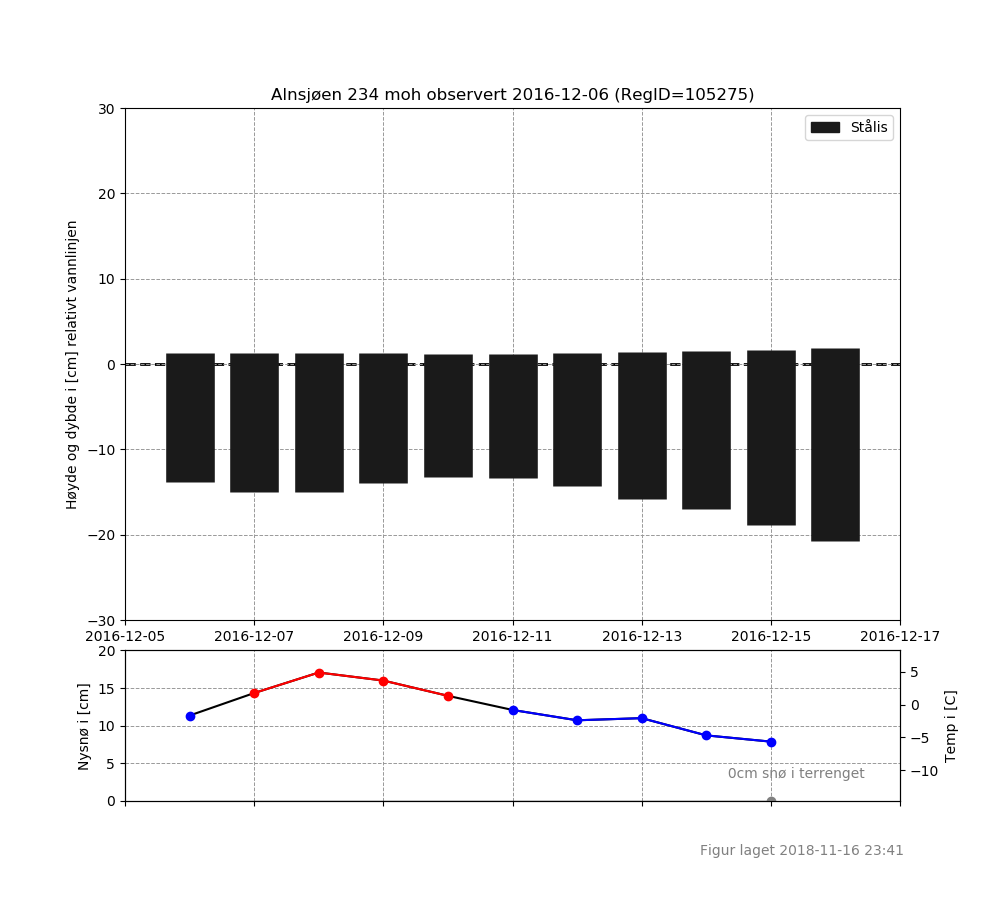 Alnsjøen 234 moh observert 2016-12-06 (RegID=105275)
Stålis
Høyde og dybde i [cm] relativt vannlinjen
30
20
10
0
−10
−20
−30
2016-12-05 2016-12-07 2016-12-09 2016-12-11 2016-12-13 2016-12-15 2016-12-17
Nysnø i [cm]
20
15
10
5
0
5
0
−5
−10
Temp i [C]
0cm snø i terrenget
Figur laget 2018-11-16 23:41